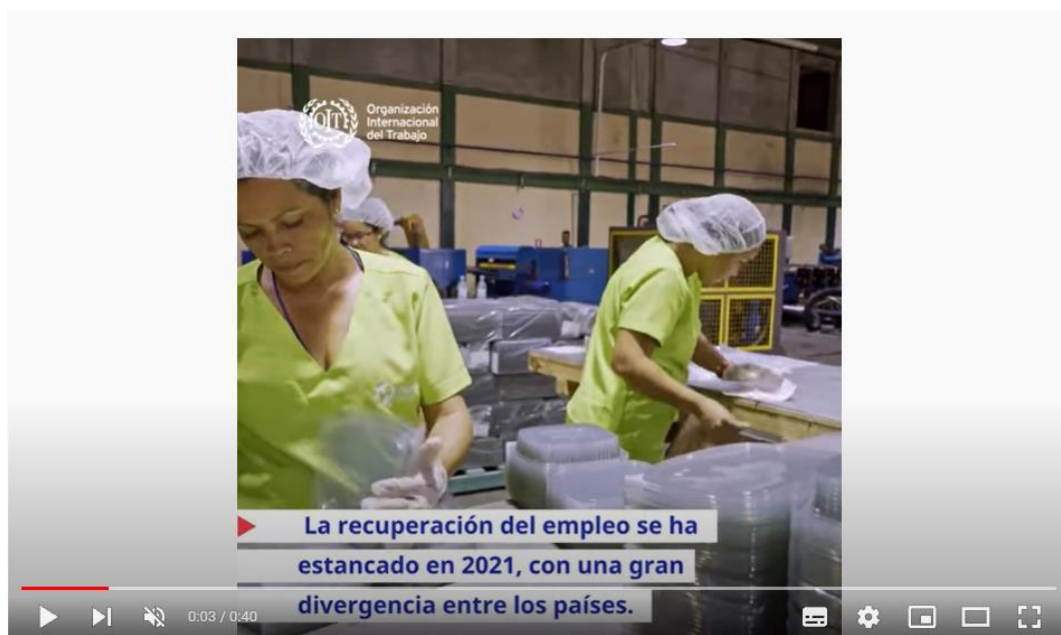 OIT
Organización
Internacional
del Trabajo
La recuperación del empleo se ha
estancado en 2021, con una gran
divergencia entre los países.
0:03 / 0:40